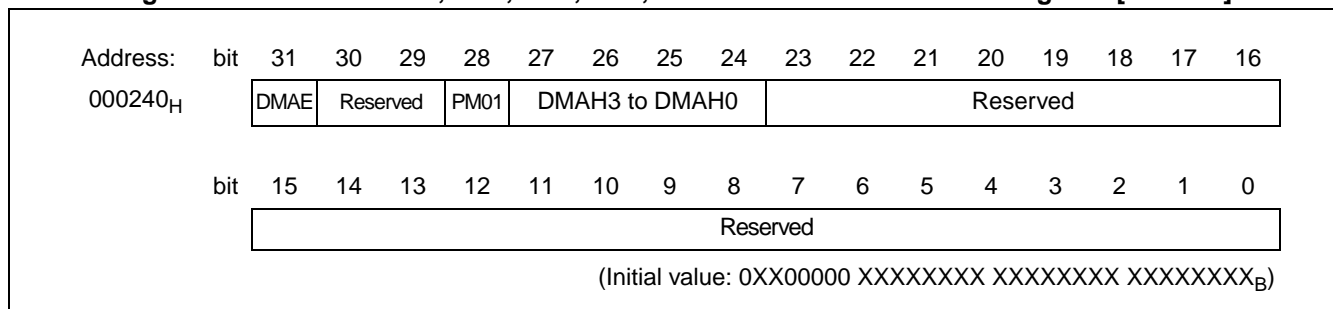 Address: bit 31 30 29 28 27 26 25 24 23 22 21 20 19 18 17 16
000240H DMAE Reserved PM01 DMAH3 to DMAH0 Reserved
bit 15 14 13 12 11 10 9 8 7 6 5 4 3 2 1 0
Reserved
(Initial value: 0XX00000 XXXXXXXX XXXXXXXX XXXXXXXXB)